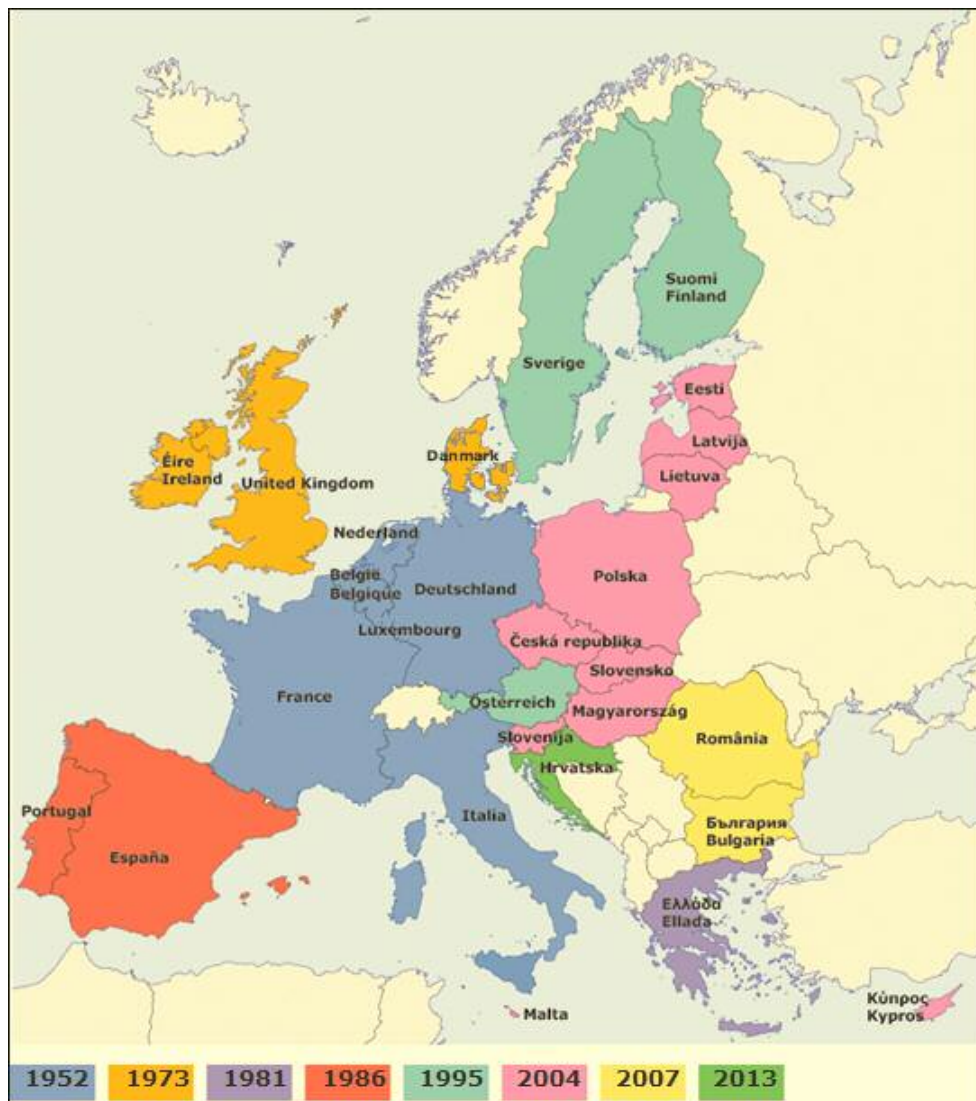 Suomi
Finland
Sverige
Eesti
Latvija
Lietuva
Danmark
Éire
Ireland
United Kingdom
Nederland
België
Belgique
Deutschland
Polska
Luxembourg
Česká republika
Slovensko
France
Österreich
Magyarország
Slovenija
România
Hrvatska
Portugal
Italia
България
Bulgaria
España
Ελλάδα
Ellada
Κύπρος
Kypros
Malta
1952 1973 1981 1986 1995 2004 2007 2013